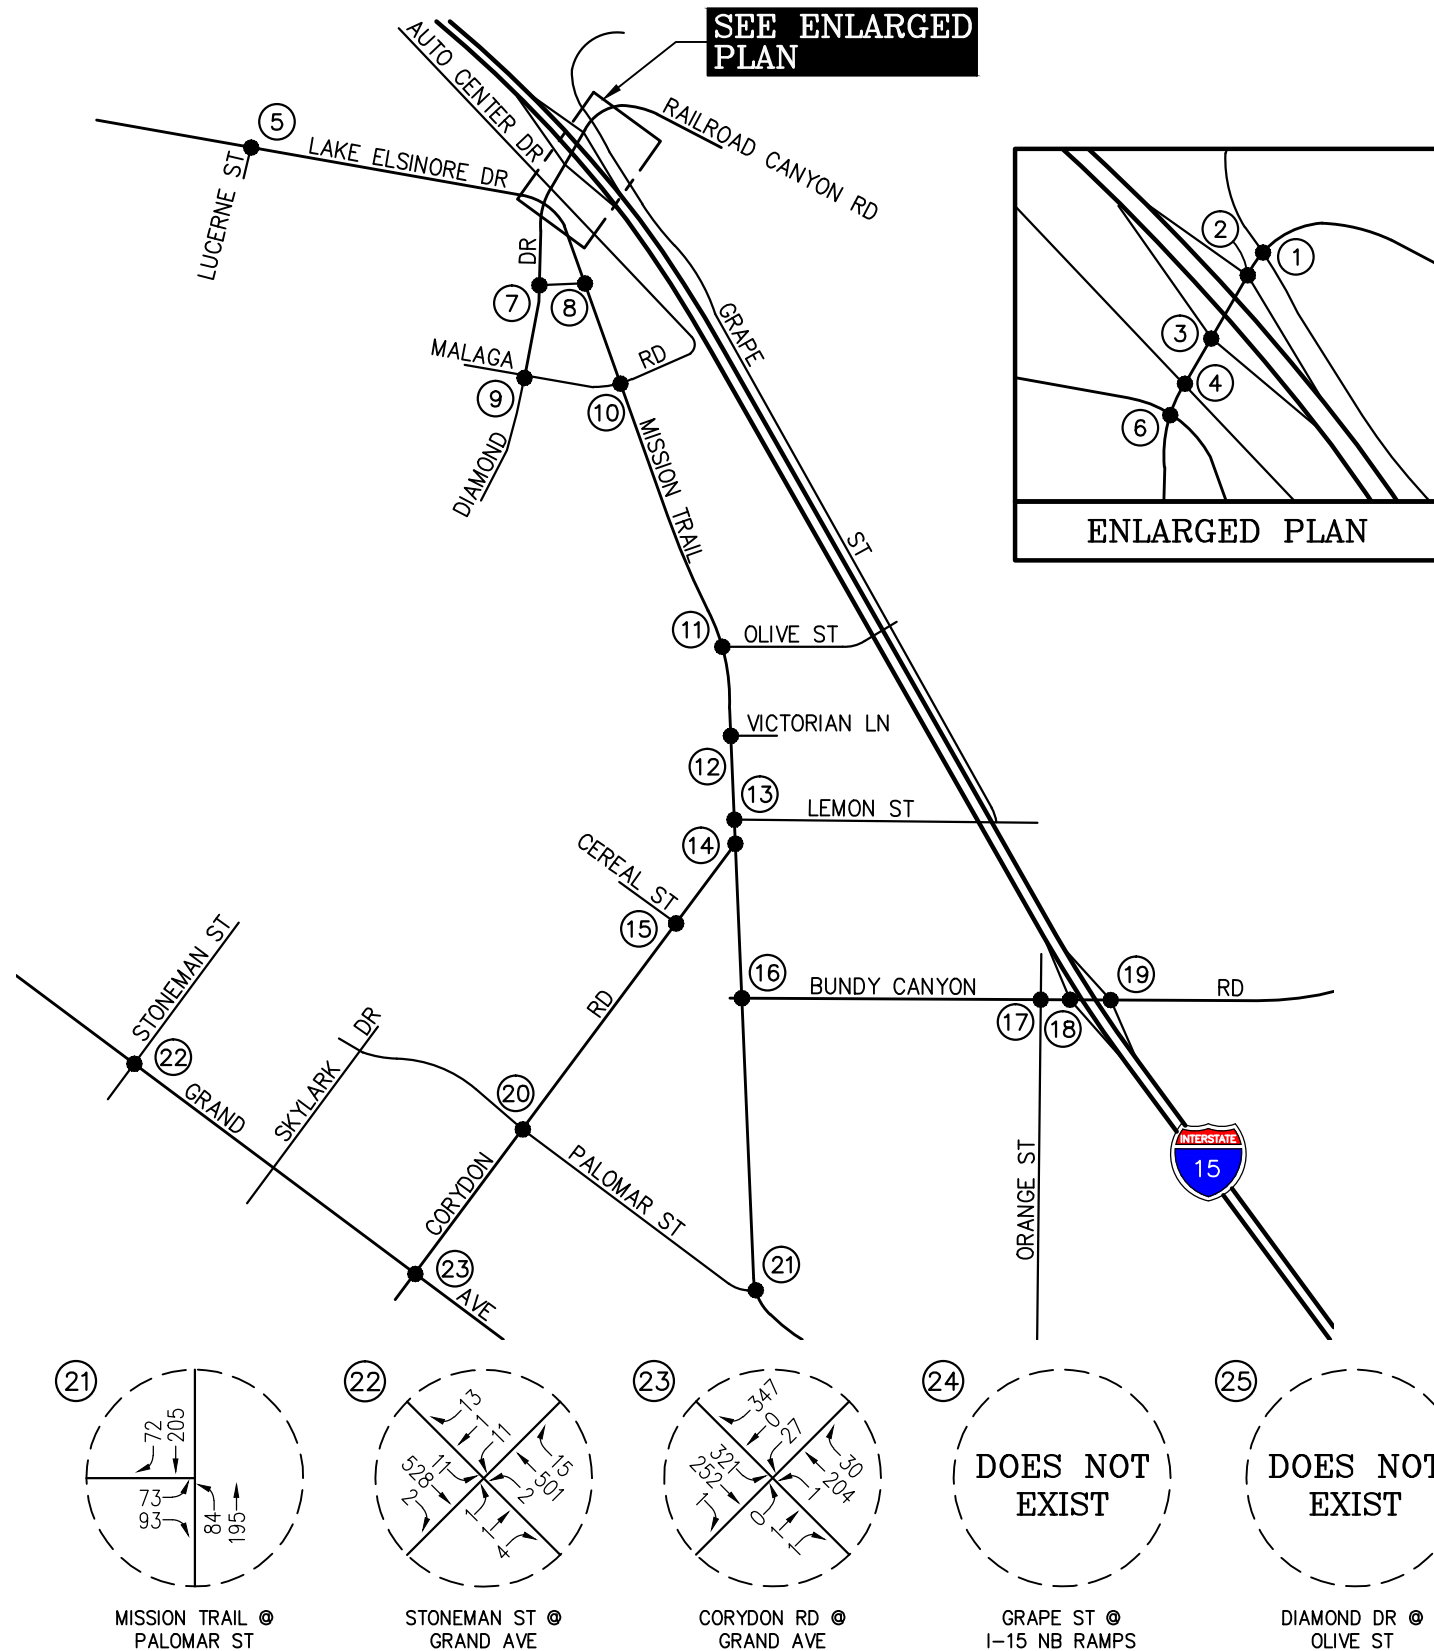 SEE ENLARGED
PLAN
AUTO CENTER DR
RAILROAD CANYON RD
5
LAKE ELSINORE DR
LUCERNE ST
DR
7
8
MALAGA
RD
9
10
DIAMOND
MISSION TRAIL
GRAPE
ST
1
2
3
4
6
ENLARGED PLAN
11
OLIVE ST
VICTORIAN LN
12
13
LEMON ST
14
CEREAL ST
15
16
BUNDY CANYON
RD
17
18
19
STONEMAN ST
22
GRAND
SKYLARK DR
RD
20
CORYDON
PALOMAR ST
ORANGE ST
INTERSTATE
15
21
23
AVE
21
72
205
73
93
84
195
MISSION TRAIL @
PALOMAR ST
22
13
1
11
11
528
2
15
501
2
1
1
4
STONEMAN ST @
GRAND AVE
23
347
0
27
321
252
1
30
204
1
0
1
1
CORYDON RD @
GRAND AVE
24
DOES NOT
EXIST
GRAPE ST @
I-15 NB RAMPS
25
DOES NOT
EXIST
DIAMOND DR @
OLIVE ST